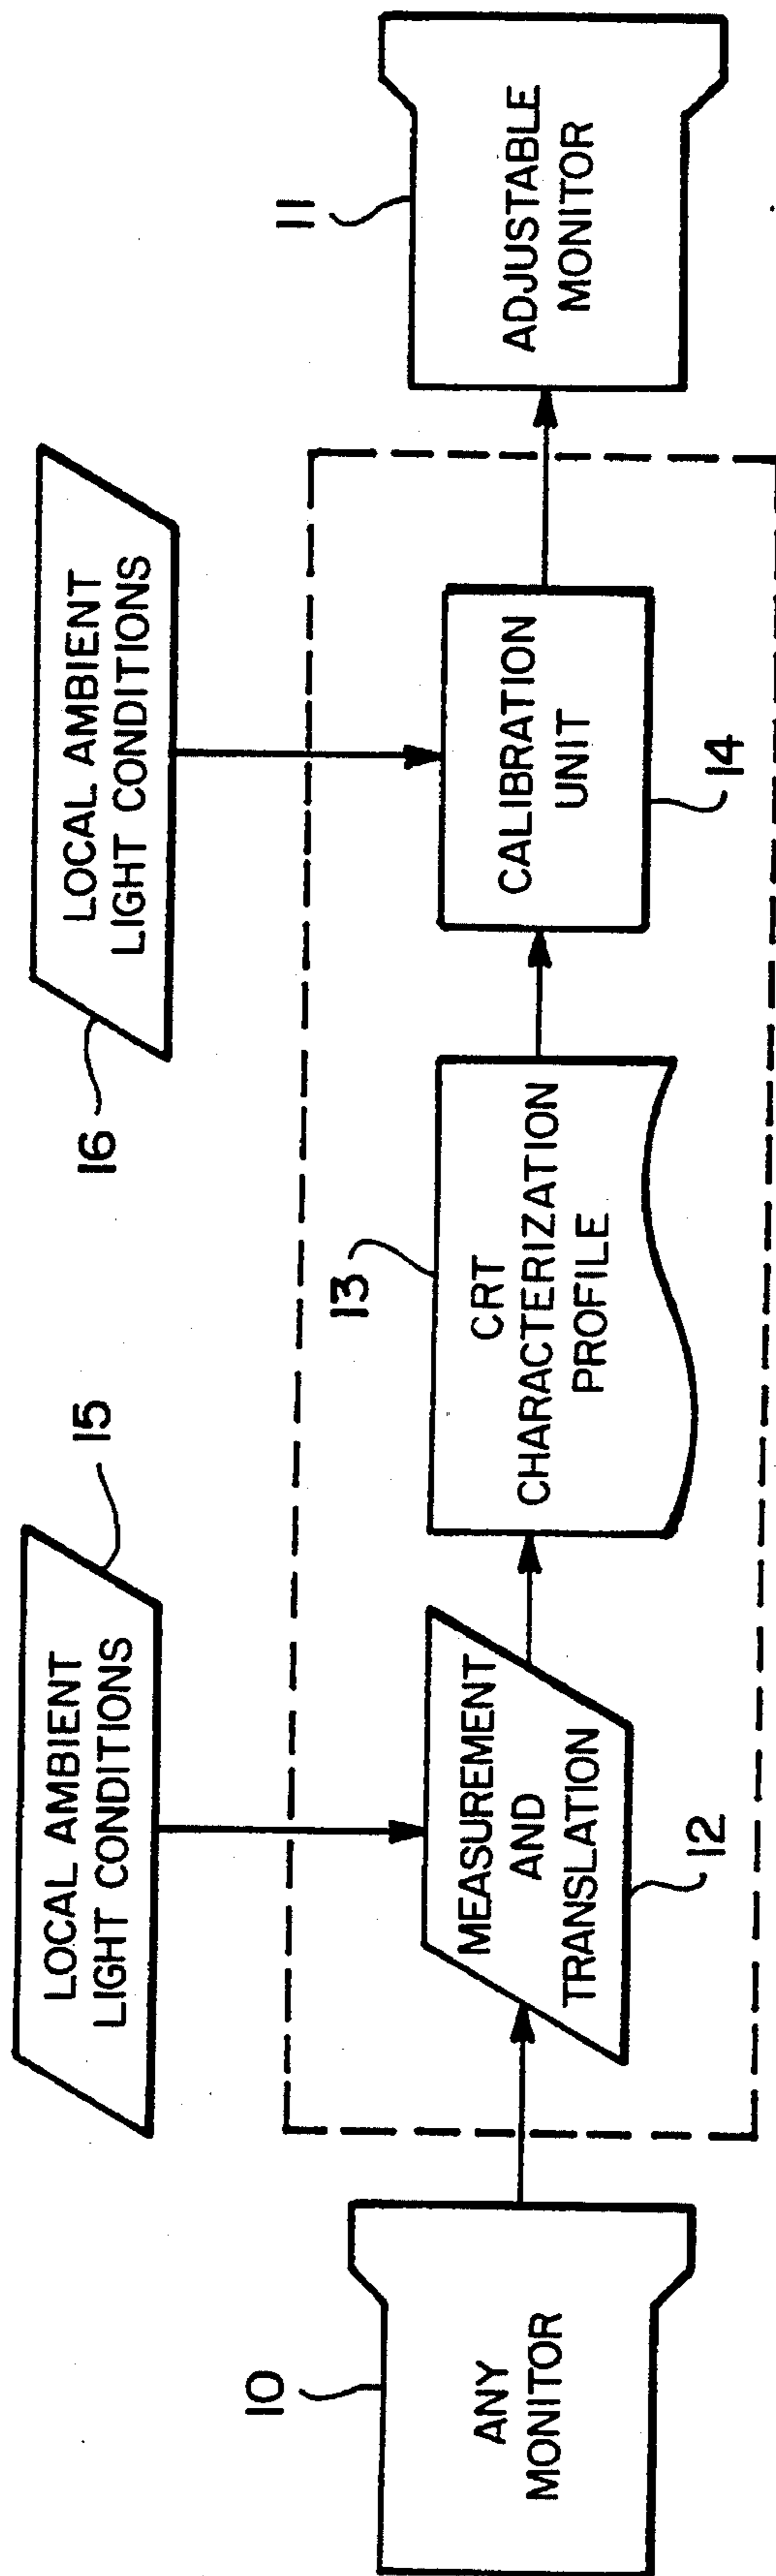 LOCAL AMBIENT
LIGHT CONDITIONS
15
LOCAL AMBIENT
LIGHT CONDITIONS
16
10
ANY
MONITOR
MEASUREMENT
AND
TRANSLATION
12
13
CRT
CHARACTERIZATION
PROFILE
CALIBRATION
UNIT
14
11
ADJUSTABLE
MONITOR